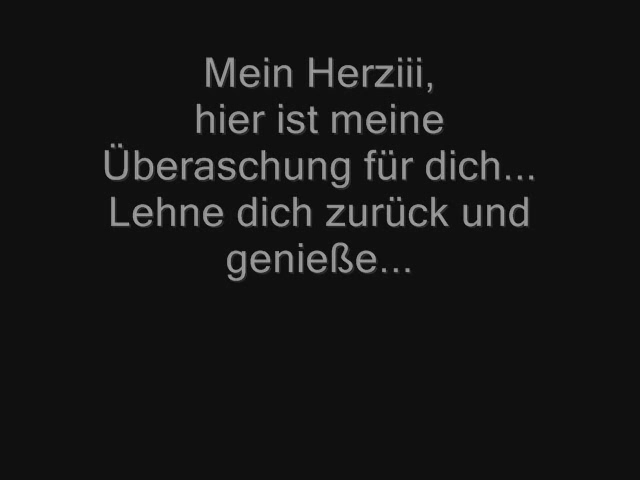 Mein Herziii,
hier ist meine
Überaschung für dich...
Lehne dich zurück und
genieße...